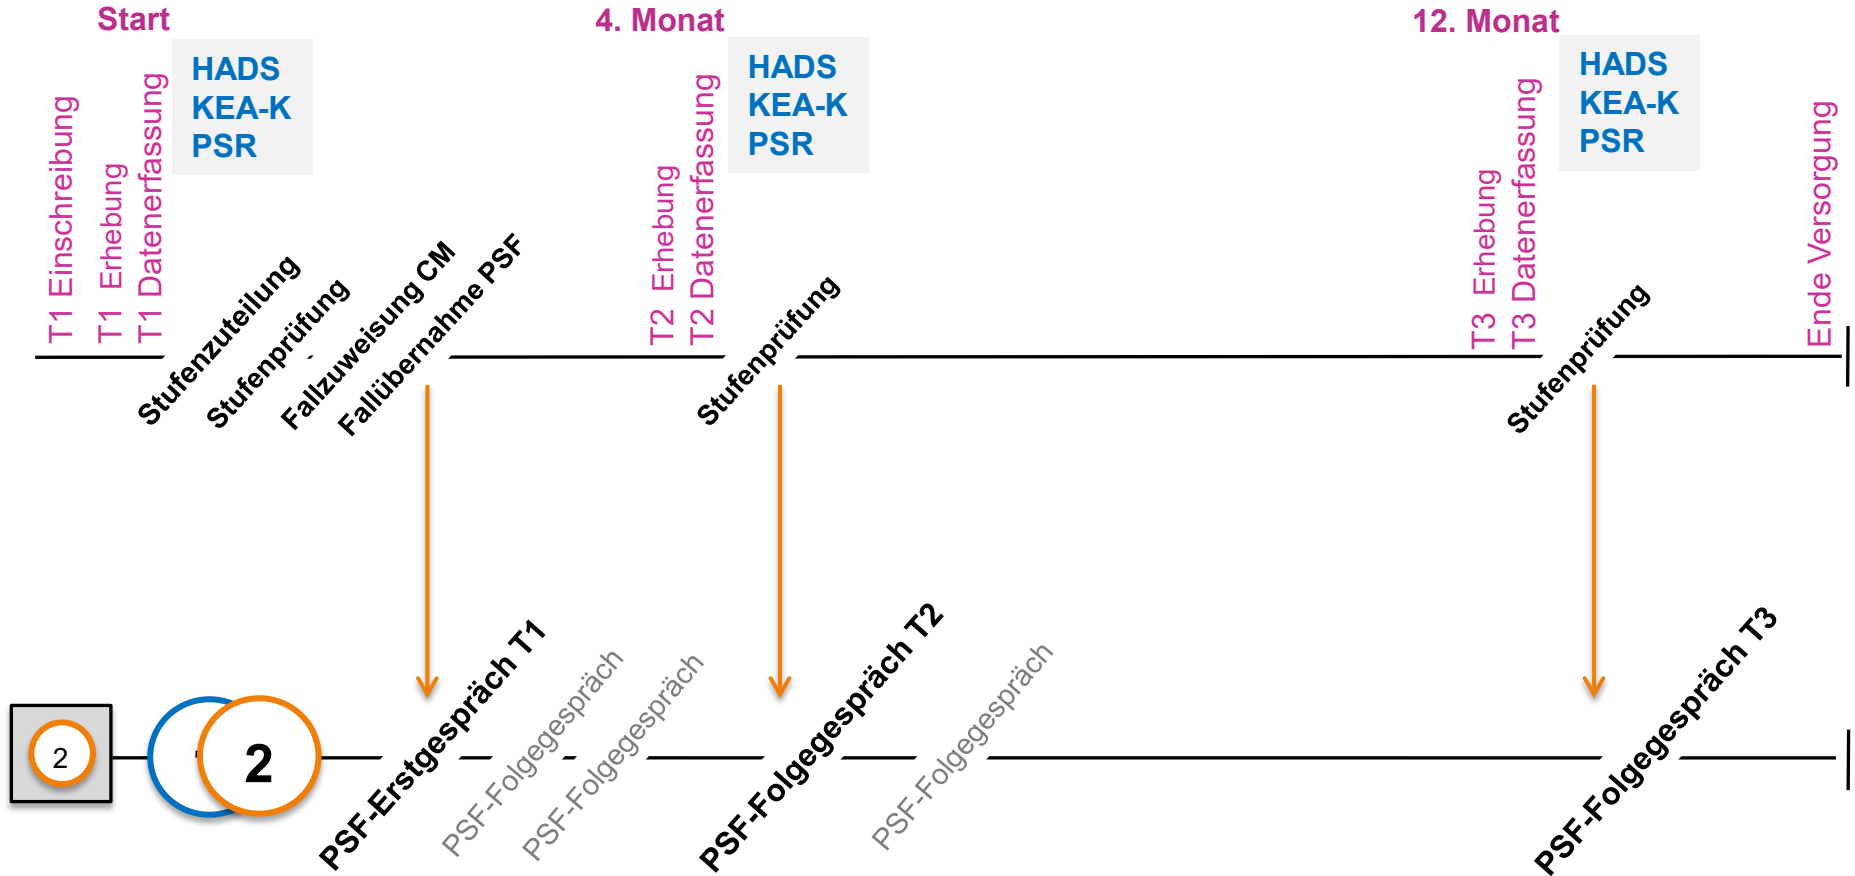 Start
4. Monat
12. Monat
HADS
KEA-K
PSR
HADS
KEA-K
PSR
HADS
KEA-K
PSR
T1 Einschreibung
T1 Erhebung
T1 Datenerfassung
T2 Erhebung
T2 Datenerfassung
T3 Erhebung
T3 Datenerfassung
Ende Versorgung
Stufenzuteilung
Stufenprüfung
Fallzuweisung CM
Fallübernahme PSF
Stufenprüfung
Stufenprüfung
2
2
PSF-Erstgespräch T1
PSF-Folgegespräch
PSF-Folgegespräch
PSF-Folgegespräch T2
PSF-Folgegespräch
PSF-Folgegespräch T3